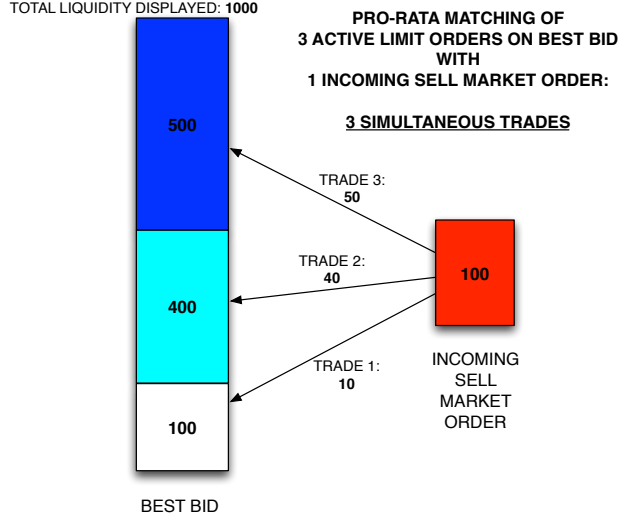 TOTAL LIQUIDITY DISPLAYED: 1000
PRO-RATA MATCHING OF
3 ACTIVE LIMIT ORDERS ON BEST BID
WITH
1 INCOMING SELL MARKET ORDER:
3 SIMULTANEOUS TRADES
500
TRADE 3:
50
TRADE 2:
40
100
400
TRADE 1:
10
INCOMING
SELL
MARKET
ORDER
100
BEST BID